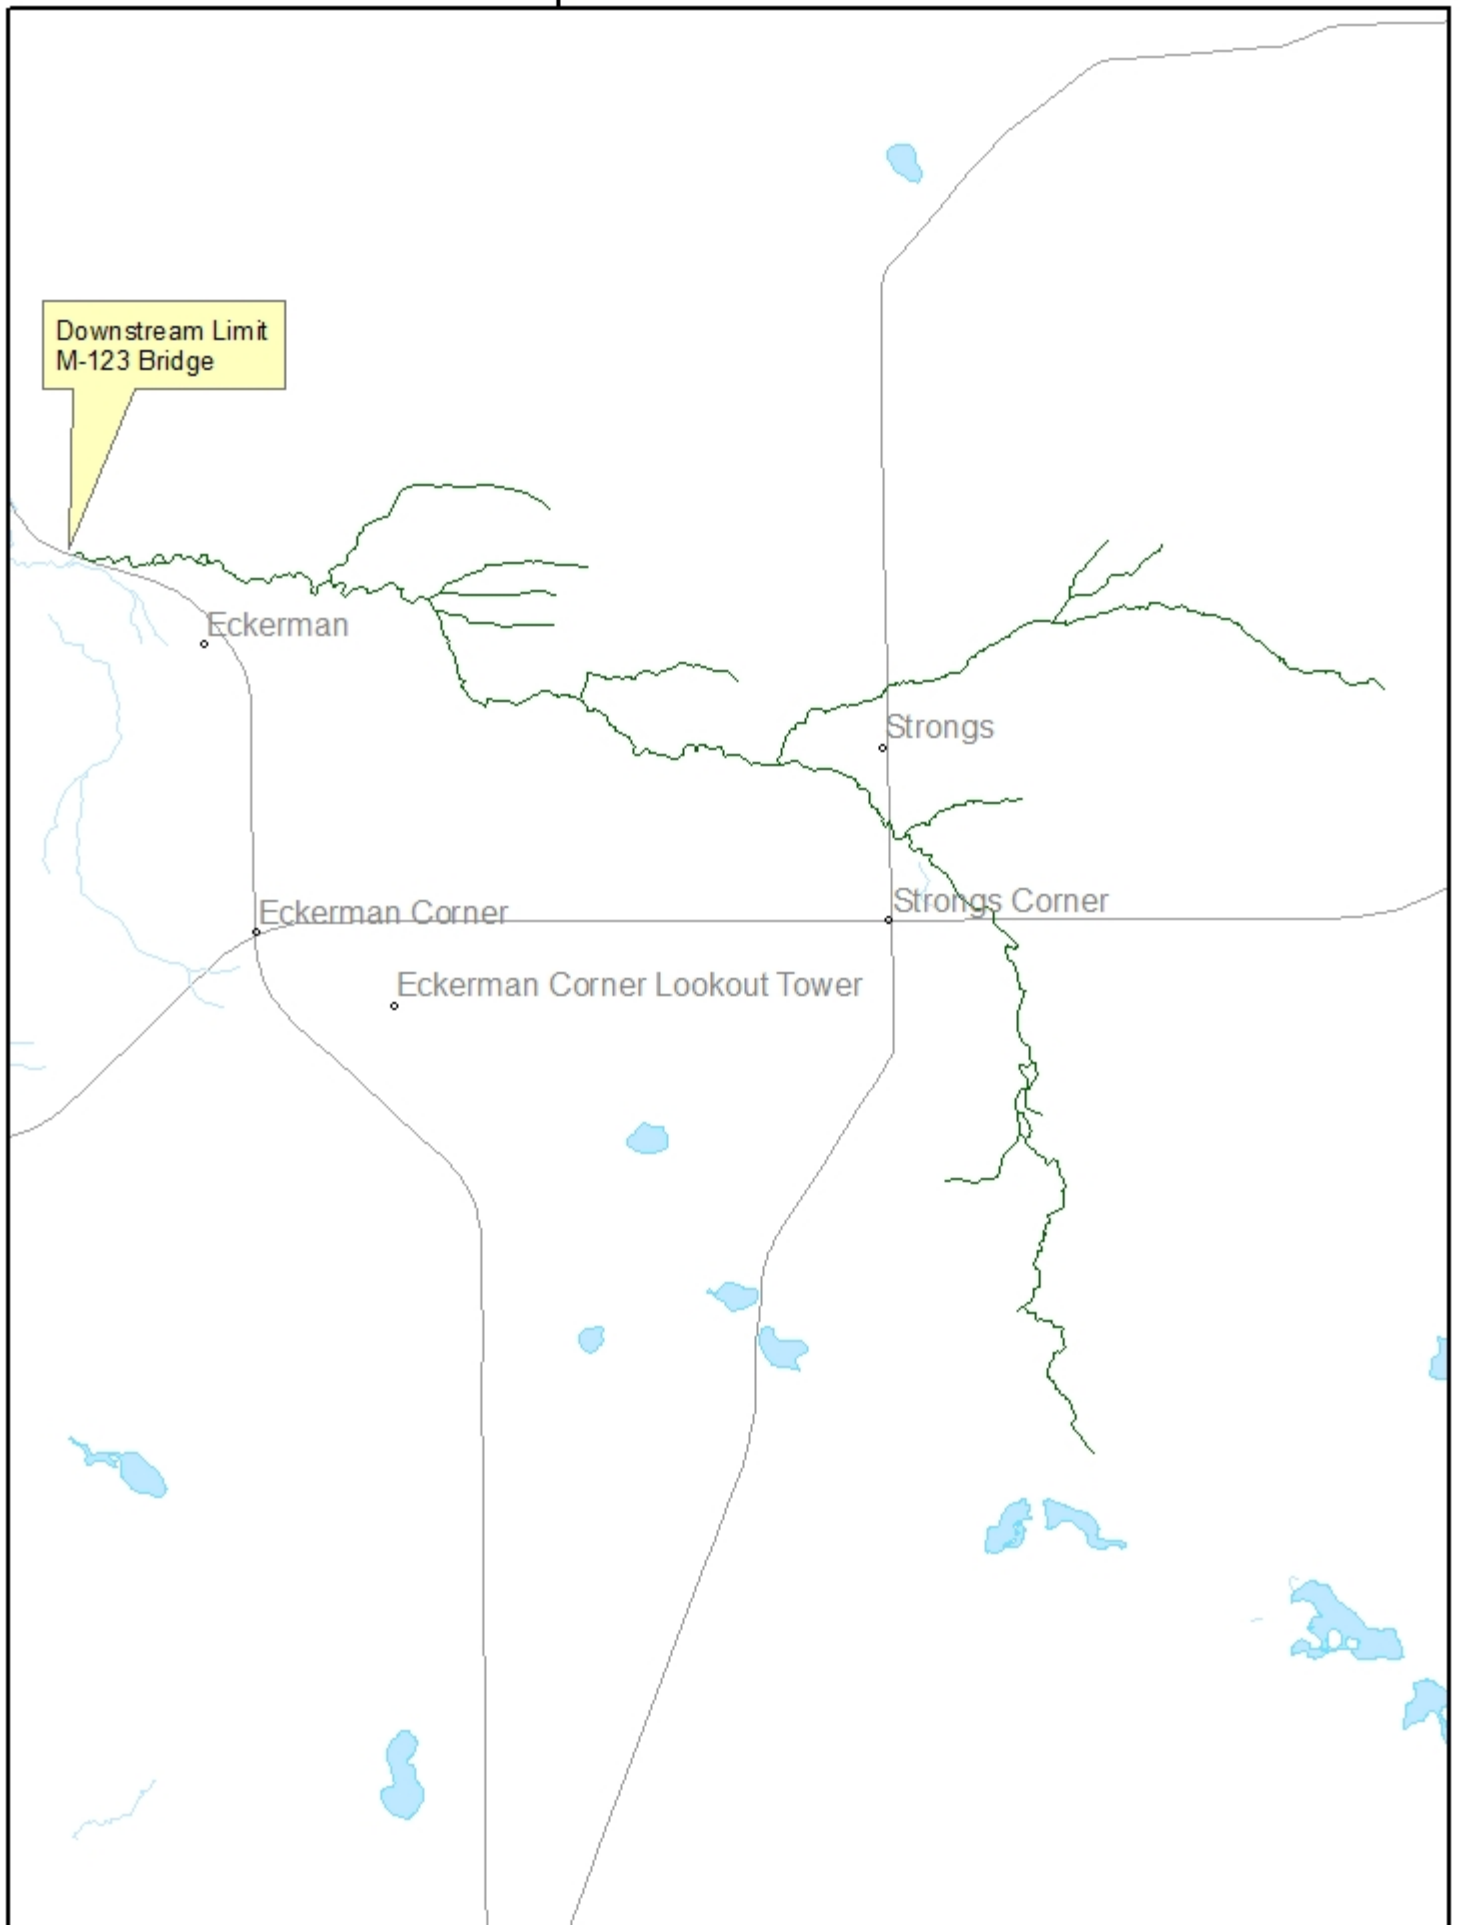 Downstream Limit
M-123 Bridge
Eckerman
Strongs
Strongs Corner
Eckerman Corner
Eckerman Corner Lookout Tower